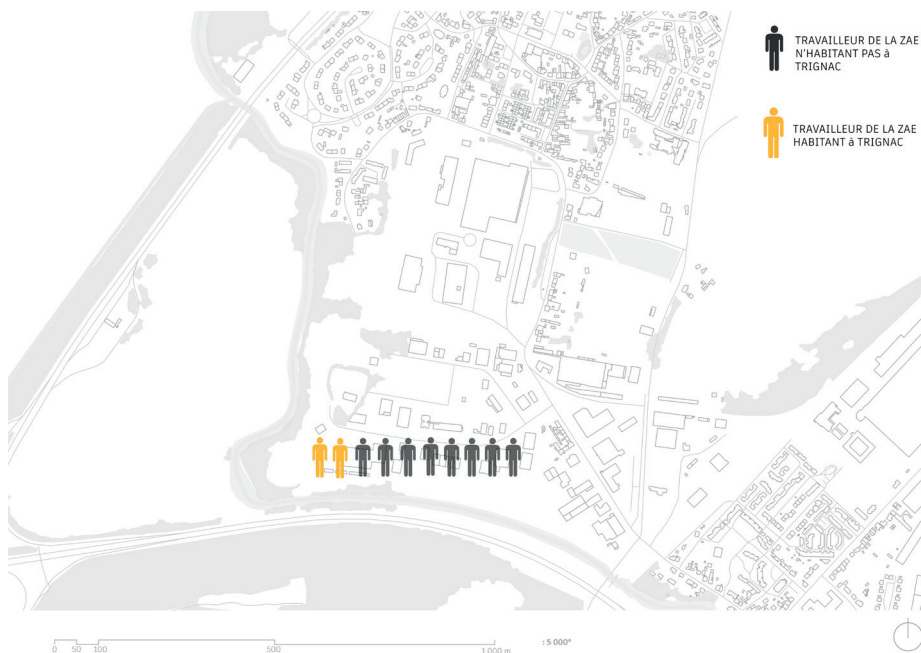 TRAVAILLEUR DE LA ZAE
N'HABITANT PAS à
TRIGNAC
TRAVAILLEUR DE LA ZAE
HABITANT à TRIGNAC
: 5 000°
0 50 100 500 1 000 m